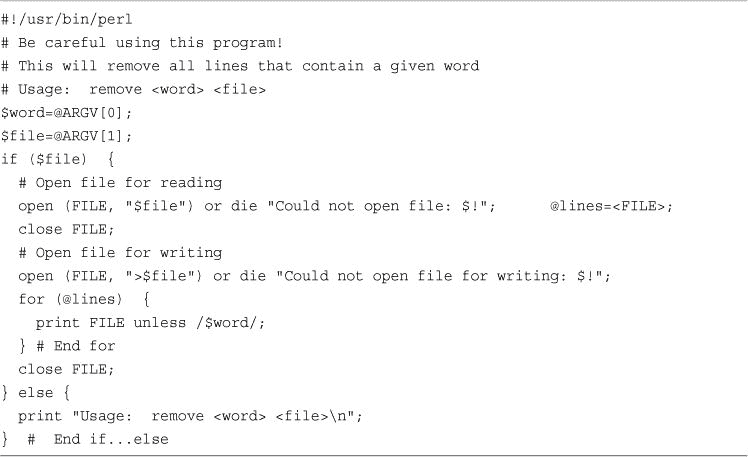 #!/usr/bin/perl
# Be careful using this program!
# This will remove all lines that contain a given word
# Usage:  remove <word> <file>
$word=@ARGV[0];
$file=@ARGV[1];
if ($file)  {
  # Open file for reading
  open (FILE, "$file") or die "Could not open file: $!";      @lines=<FILE>;
  close FILE;
  # Open file for writing
  open (FILE, ">$file") or die "Could not open file for writing: $!";
  for (@lines)  {
    print FILE unless /$word/;
  } # End for
  close FILE;
} else {
  print "Usage:  remove <word> <file>\n";
}  #  End if...else